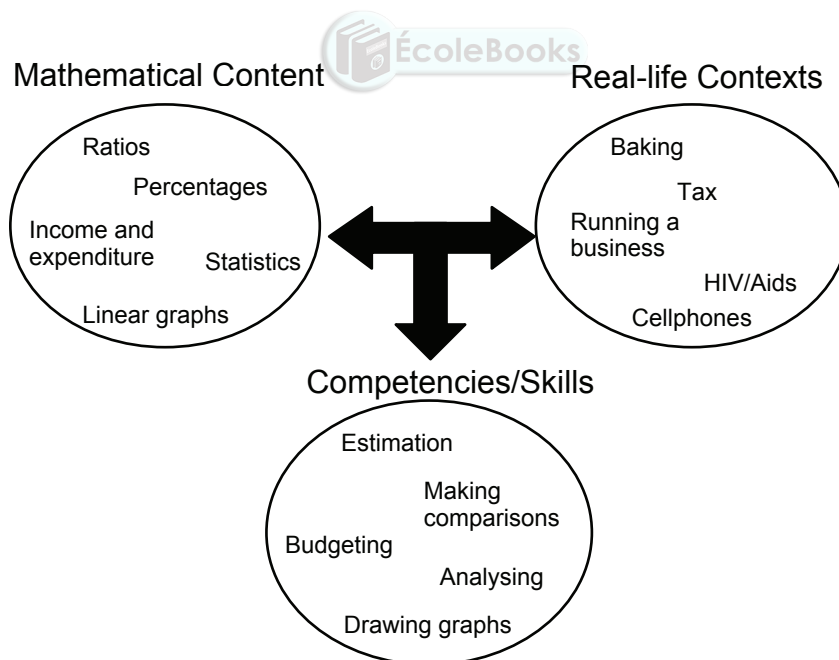 ÉcoleBooks
Mathematical Content
Ratios
Percentages
Income and
expenditure
Statistics
Linear graphs
Real-life Contexts
Baking
Tax
Running a
business
HIV/Aids
Cellphones
Competencies/Skills
Estimation
Making
comparisons
Budgeting
Analysing
Drawing graphs